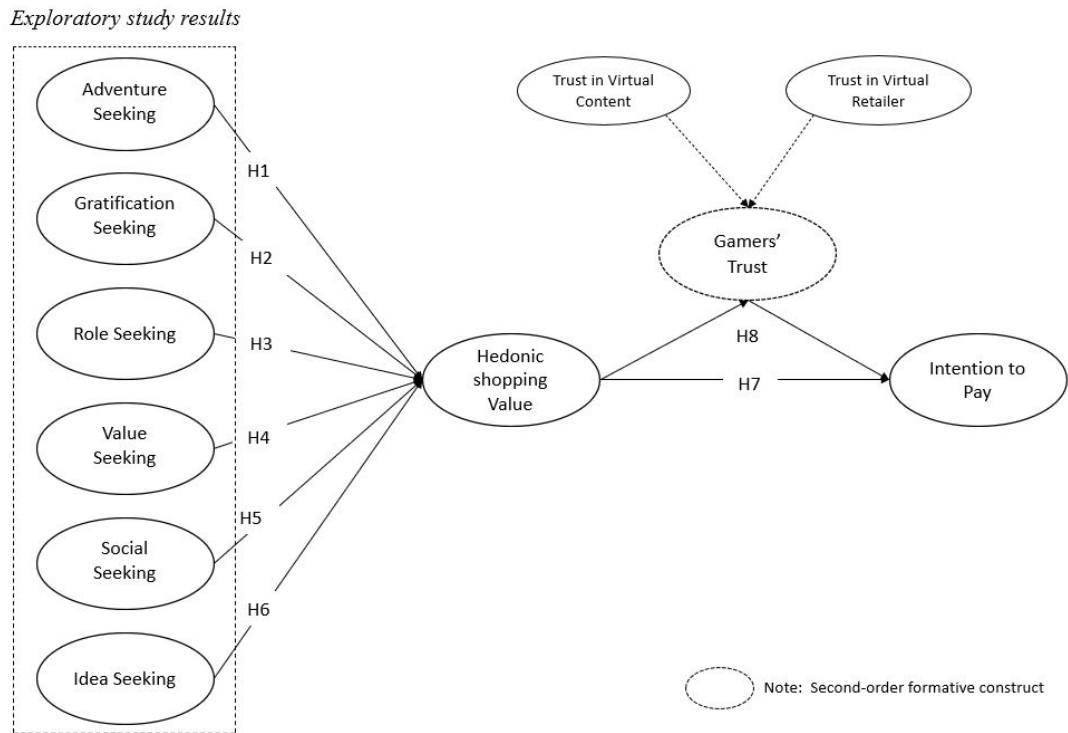 Exploratory study results
Adventure
Seeking
Gratification
Seeking
Role Seeking
Value
Seeking
Social
Seeking
Idea Seeking
H1
H2
H3
H4
H5
H6
Hedonic
shopping
Value
Trust in Virtual
Content
Trust in Virtual
Retailer
Gamers’
Trust
H8
H7
Intention to
Pay
Note:  Second-order formative construct